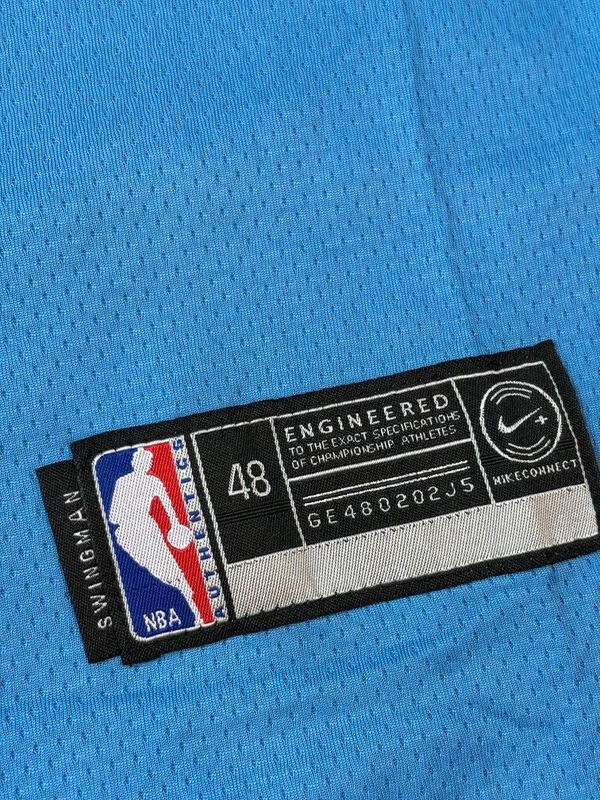 SWINGMAN
NBA
AUTHENTICS
48
ENGINEERED
TO THE EXACT SPECIFICATIONS
OF CHAMPIONSHIP ATHLETES
GE480202J5
+
NIKECONNECT